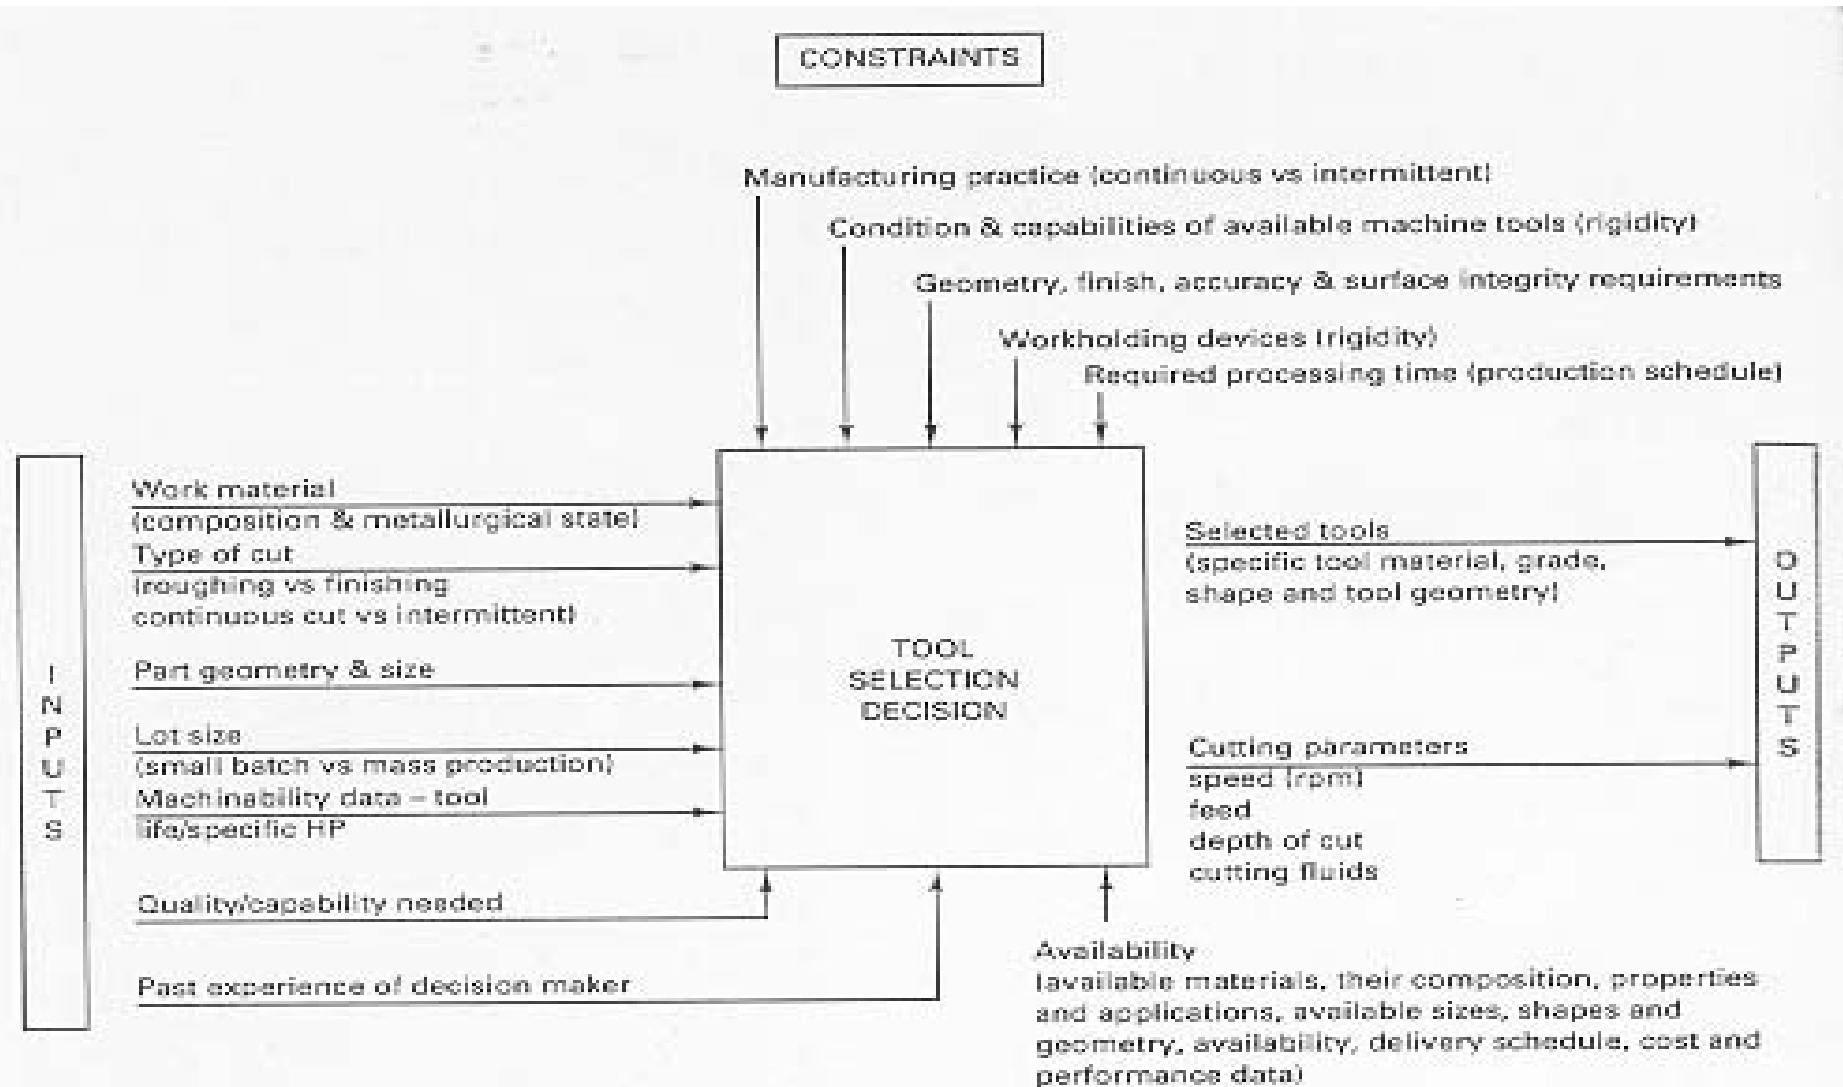 CONSTRAINTS
Manufacturing practice (continuous vs intermittent)
Condition & capabilities of available machine tools (rigidity)
Geometry, finish, accuracy & surface integrity requirements
Workholding devices (rigidity)
Required processing time (production schedule)
INPUTS
Work material
(composition & metallurgical state)
Type of cut
(roughing vs finishing
continuous cut vs intermittent)
Part geometry & size
Lot size
(small batch vs mass production)
Machinability data – tool
life/specific HP
Quality/capability needed
Past experience of decision maker
TOOL
SELECTION
DECISION
Selected tools
(specific tool material, grade,
shape and tool geometry)
Cutting parameters
speed (rpm)
feed
depth of cut
cutting fluids
OUTPUTS
Availability
(available materials, their composition, properties
and applications, available sizes, shapes and
geometry, availability, delivery schedule, cost and
performance data)